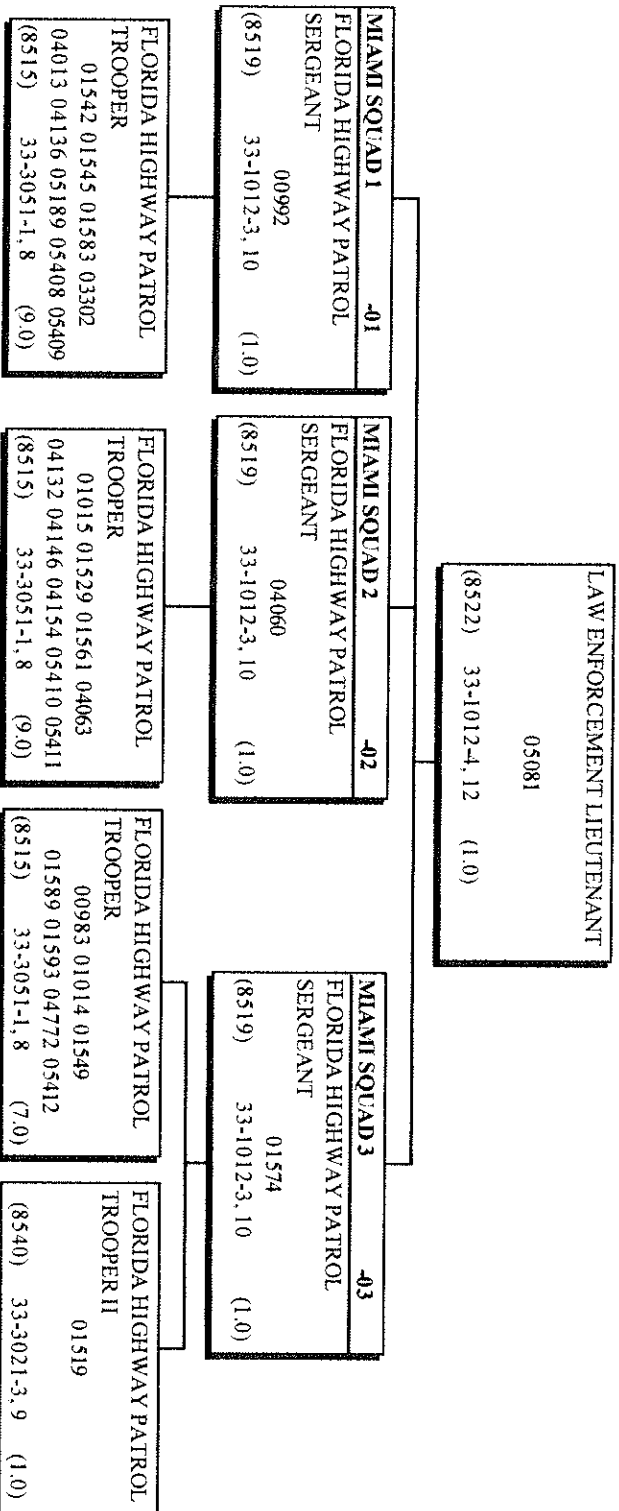 LAW ENFORCEMENT LIEUTENANT
05081
(8522) 33-1012-4, 12 (1.0)
MIAMI SQUAD 1 -01
FLORIDA HIGHWAY PATROL
SERGEANT
00992
(8519) 33-1012-3, 10 (1.0)
MIAMI SQUAD 2 -02
FLORIDA HIGHWAY PATROL
SERGEANT
04060
(8519) 33-1012-3, 10 (1.0)
MIAMI SQUAD 3 -03
FLORIDA HIGHWAY PATROL
SERGEANT
01574
(8519) 33-1012-3, 10 (1.0)
FLORIDA HIGHWAY PATROL
TROOPER
01542 01545 01583 03302
04013 04136 05189 05408 05409
(8515) 33-3051-1, 8 (9.0)
FLORIDA HIGHWAY PATROL
TROOPER
01015 01529 01561 04063
04132 04146 04154 05410 05411
(8515) 33-3051-1, 8 (9.0)
FLORIDA HIGHWAY PATROL
TROOPER
00983 01014 01549
01589 01593 04772 05412
(8515) 33-3051-1, 8 (7.0)
FLORIDA HIGHWAY PATROL
TROOPER II
01519
(8540) 33-3021-3, 9 (1.0)